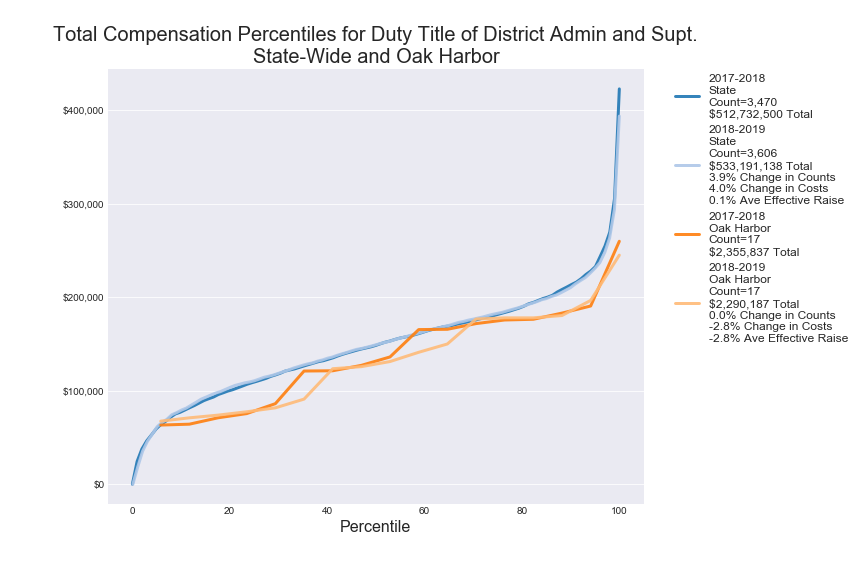 Total Compensation Percentiles for Duty Title of District Admin and Supt.
State-Wide and Oak Harbor
$400,000
$300,000
$200,000
$100,000
$0
0
20
40
60
80
100
Percentile
2017-2018
State
Count=3,470
$512,732,500 Total
2018-2019
State
Count=3,606
$533,191,138 Total
3.9% Change in Counts
4.0% Change in Costs
0.1% Ave Effective Raise
2017-2018
Oak Harbor
Count=17
$2,355,837 Total
2018-2019
Oak Harbor
Count=17
$2,290,187 Total
0.0% Change in Counts
-2.8% Change in Costs
-2.8% Ave Effective Raise